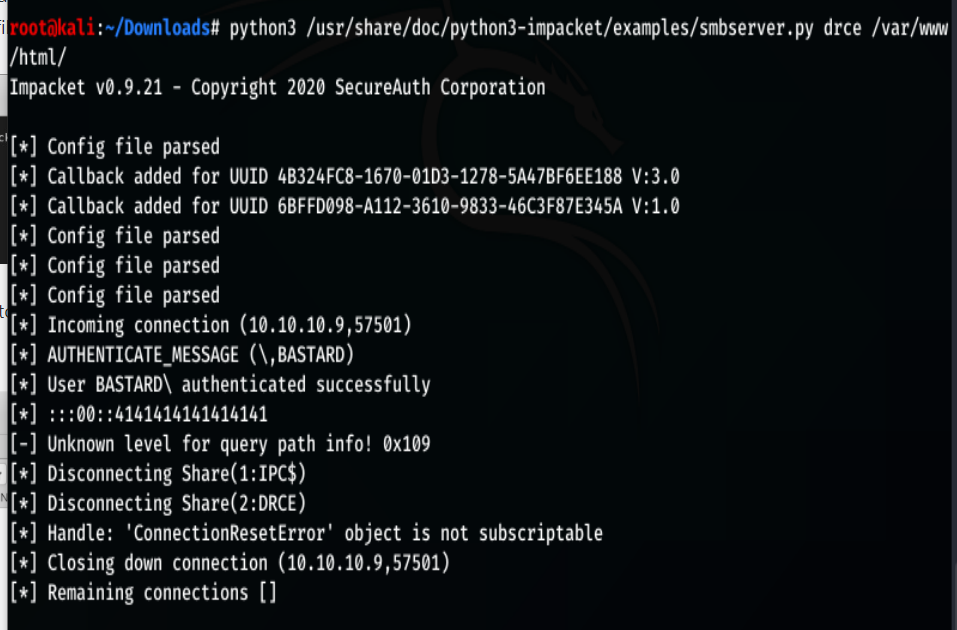 root@kali:~/Downloads# python3 /usr/share/doc/python3-impacket/examples/smbserver.py drce /var/www
/html/
Impacket v0.9.21 - Copyright 2020 SecureAuth Corporation
[*] Config file parsed
[*] Callback added for UUID 4B324FC8-1670-01D3-1278-5A47BF6EE188 V:3.0
[*] Callback added for UUID 6BFFD098-A112-3610-9833-46C3F87E345A V:1.0
[*] Config file parsed
[*] Config file parsed
[*] Config file parsed
[*] Incoming connection (10.10.10.9,57501)
[*] AUTHENTICATE_MESSAGE (\,BASTARD)
[*] User BASTARD\ authenticated successfully
[*] :::00::4141414141414141
[-] Unknown level for query path info! 0x109
[*] Disconnecting Share(1:IPC$)
[*] Disconnecting Share(2:DRCE)
[*] Handle: 'ConnectionResetError' object is not subscriptable
[*] Closing down connection (10.10.10.9,57501)
[*] Remaining connections []